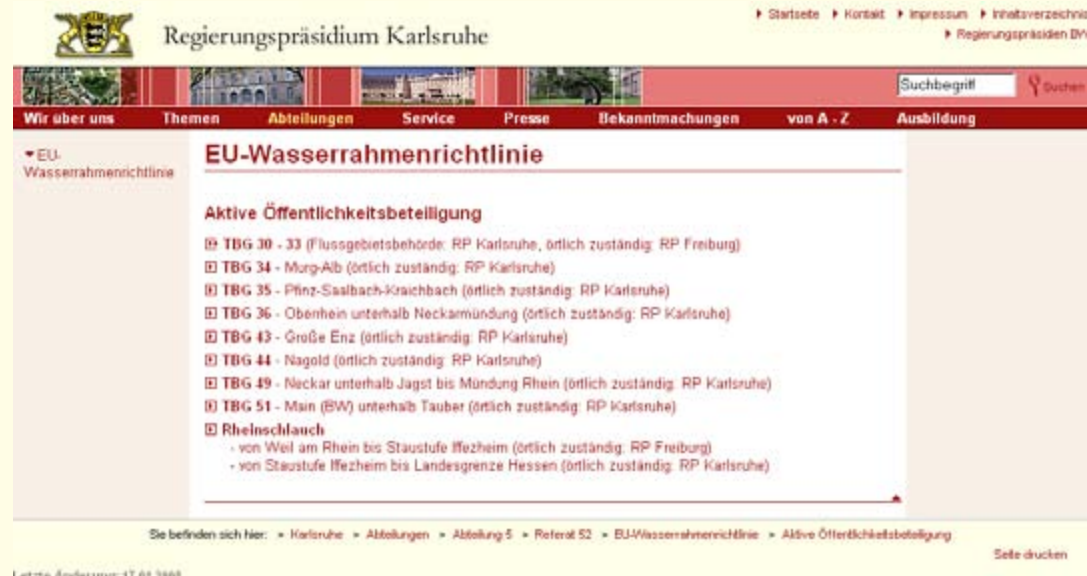 Startseite Kontakt Impressum Inhaltsverzeichnis
Regierungspräsidium Karlsruhe
Regierungspräsidien BW
Suchbegriff Suchen
Wir über uns Themen Abteilungen Service Presse Bekanntmachungen von A - Z Ausbildung
EU-
Wasserrahmenrichtlinie
EU-Wasserrahmenrichtlinie
Aktive Öffentlichkeitsbeteiligung
TBG 30 - 33 (Flussgebietsbehörde: RP Karlsruhe, örtlich zuständig: RP Freiburg)
TBG 34 - Murg-Alb (örtlich zuständig: RP Karlsruhe)
TBG 35 - Pfinz-Saalbach-Kraichbach (örtlich zuständig: RP Karlsruhe)
TBG 36 - Oberrhein unterhalb Neckarmündung (örtlich zuständig: RP Karlsruhe)
TBG 43 - Große Enz (örtlich zuständig: RP Karlsruhe)
TBG 44 - Nagold (örtlich zuständig: RP Karlsruhe)
TBG 49 - Neckar unterhalb Jagst bis Mündung Rhein (örtlich zuständig: RP Karlsruhe)
TBG 51 - Main (BW) unterhalb Tauber (örtlich zuständig: RP Karlsruhe)
Rheinschlauch
- von Weil am Rhein bis Staustufe Iffezheim (örtlich zuständig: RP Freiburg)
- von Staustufe Iffezheim bis Landesgrenze Hessen (örtlich zuständig: RP Karlsruhe)
Sie befinden sich hier: » Karlsruhe » Abteilungen » Abteilung 5 » Referat 52 » EU-Wasserrahmenrichtlinie » Aktive Öffentlichkeitsbeteiligung
Seite drucken
Letzte Änderung: